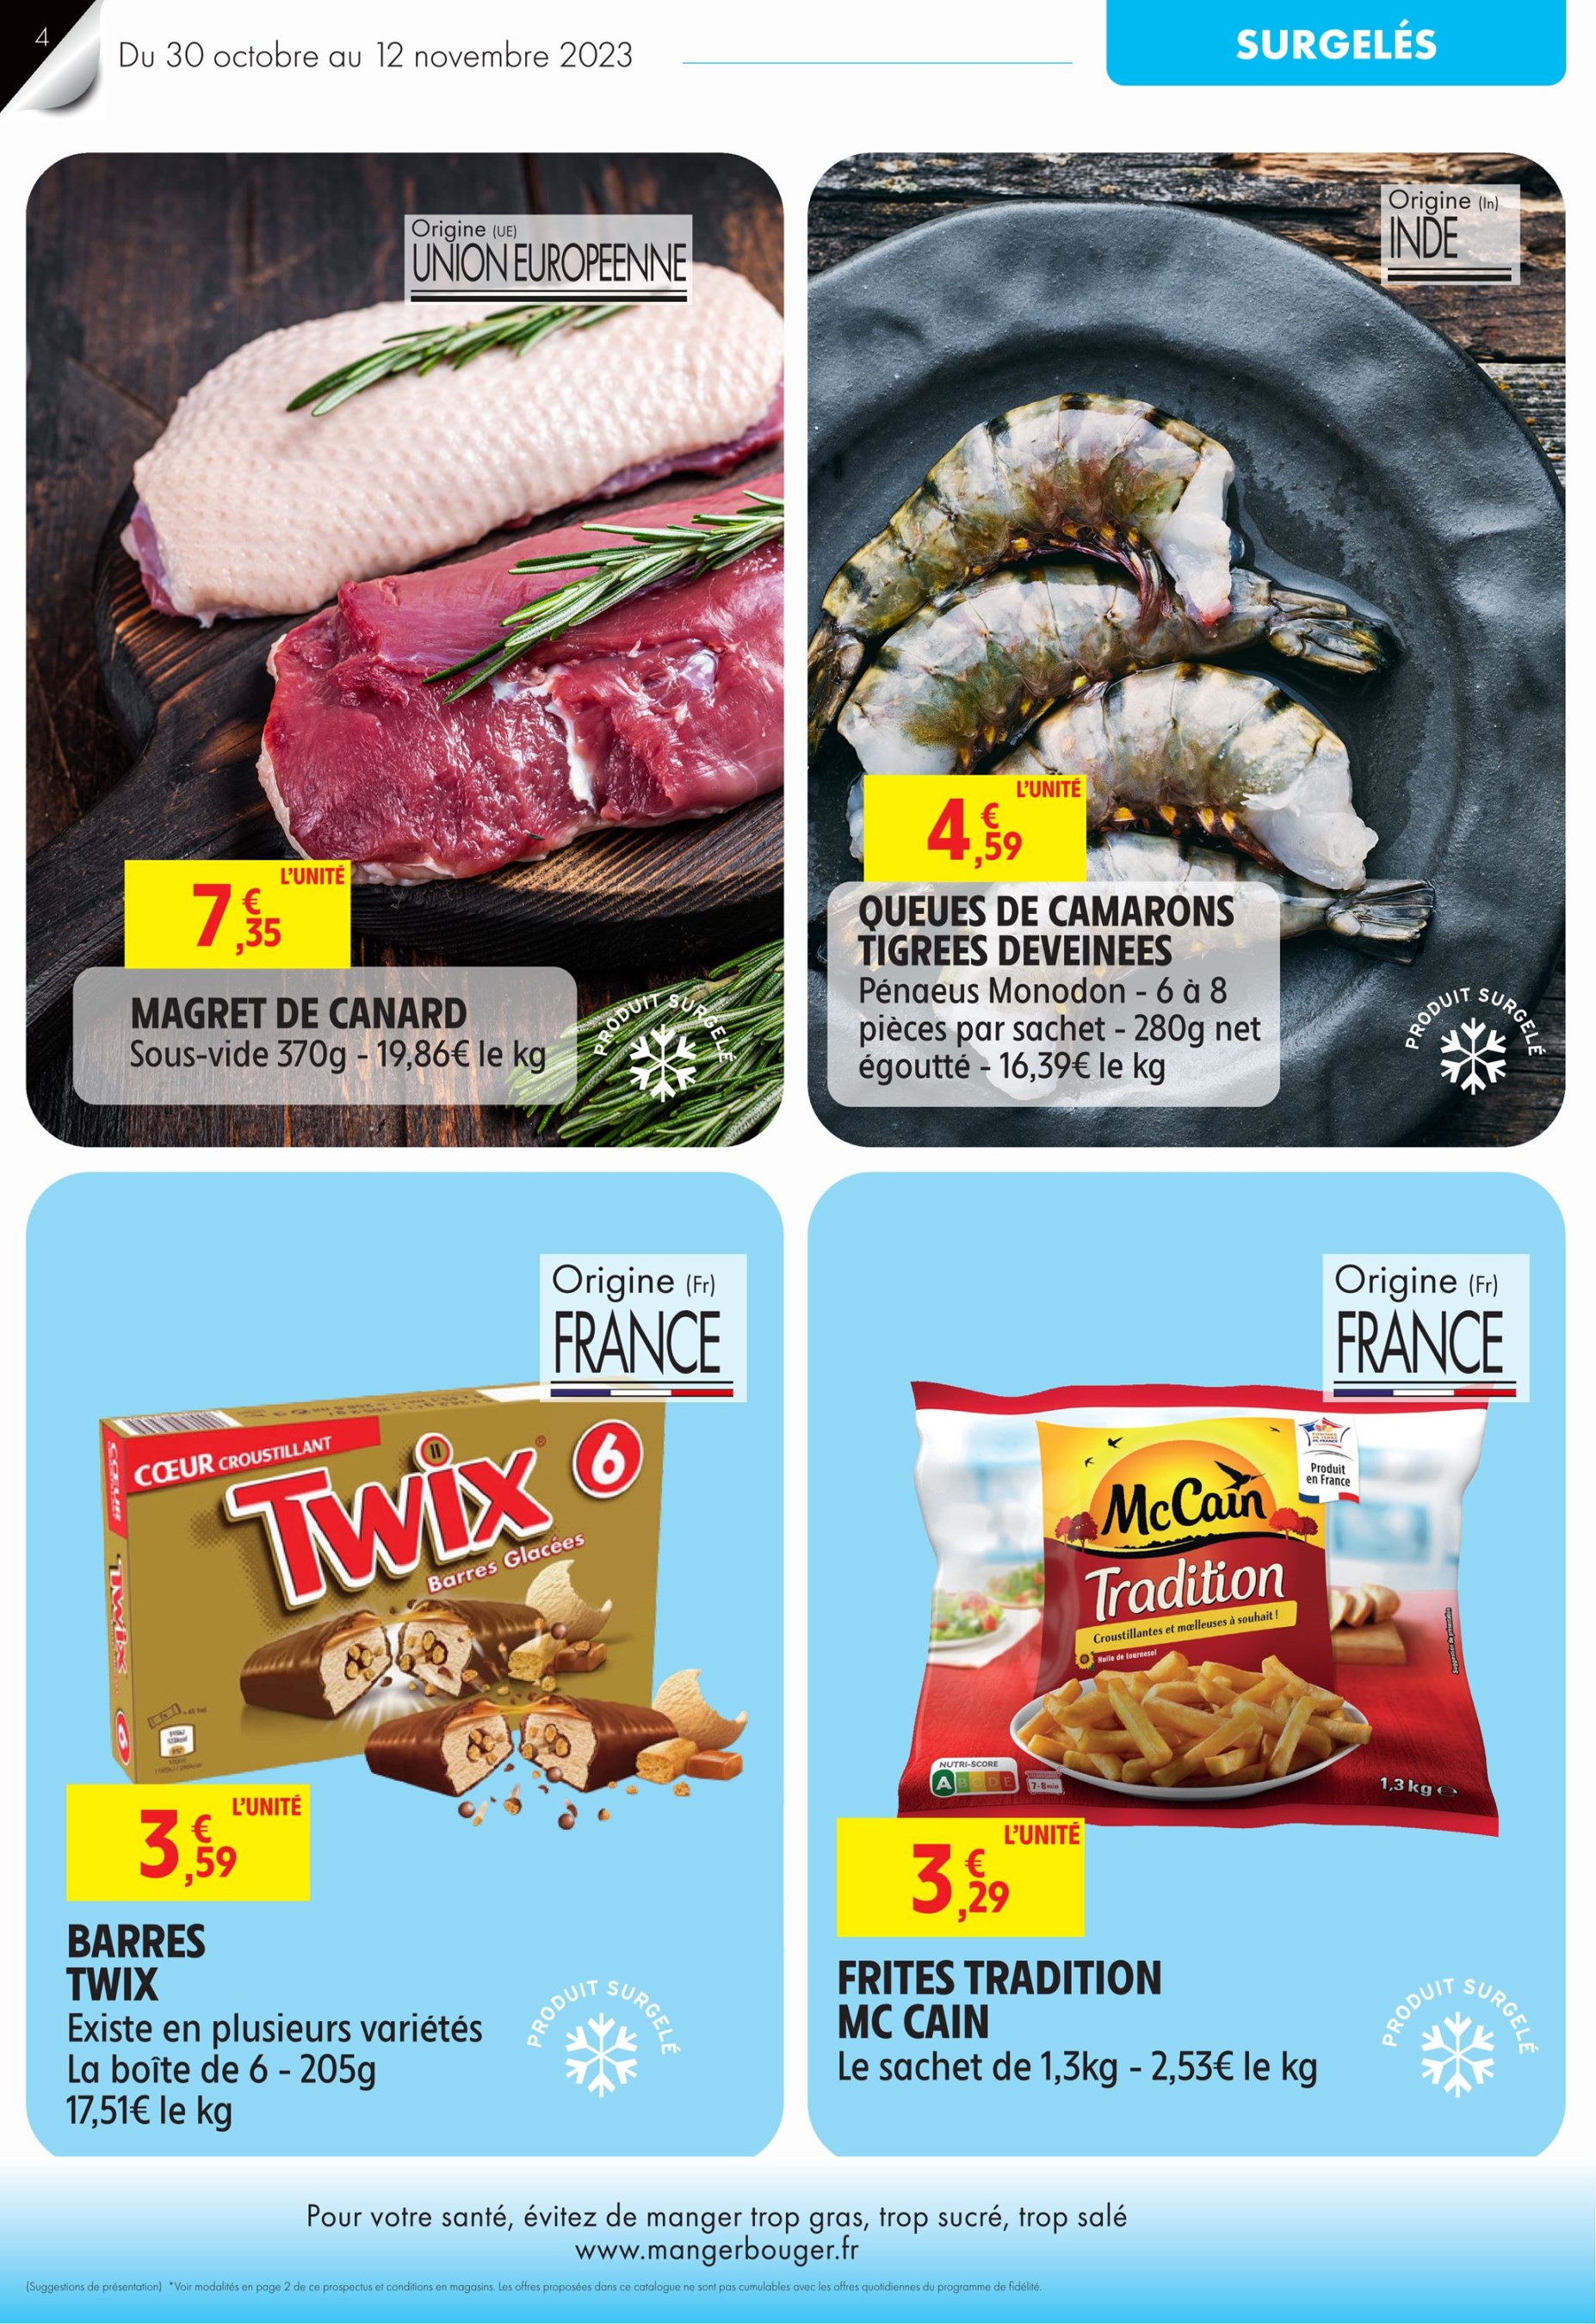 4
Du 30 octobre au 12 novembre 2023
SURGELÉS
Origine (UE)
UNION EUROPEENNE
L'UNITÉ
7€,35
MAGRET DE CANARD
Sous-vide 370g - 19,86€ le kg
PRODUIT SURGELÉ
Origine (In)
INDE
L'UNITÉ
4€,59
QUEUES DE CAMARONS
TIGREES DEVEINEES
Pénaeus Monodon - 6 à 8
pièces par sachet - 280g net
égoutté - 16,39€ le kg
PRODUIT SURGELÉ
Origine (Fr)
FRANCE
CŒUR CROUSTILLANT
TWIX®
6
Barres Glacées
TWIX
6
L'UNITÉ
3€,59
BARRES
TWIX
Existe en plusieurs variétés
La boîte de 6 - 205g
17,51€ le kg
PRODUIT SURGELÉ
Origine (Fr)
FRANCE
Produit
en France
McCain
Tradition
Croustillantes et mœlleuses à souhait !
Huile de tournesol
Suggestion de présentation
NUTRI-SCORE
A B C D E
7-8 min
1,3 kg e
L'UNITÉ
3€,29
FRITES TRADITION
MC CAIN
Le sachet de 1,3kg - 2,53€ le kg
PRODUIT SURGELÉ
Pour votre santé, évitez de manger trop gras, trop sucré, trop salé
www.mangerbouger.fr
(Suggestions de présentation) *Voir modalités en page 2 de ce prospectus et conditions en magasins. Les offres proposées dans ce catalogue ne sont pas cumulables avec les offres quotidiennes du programme de fidélité.